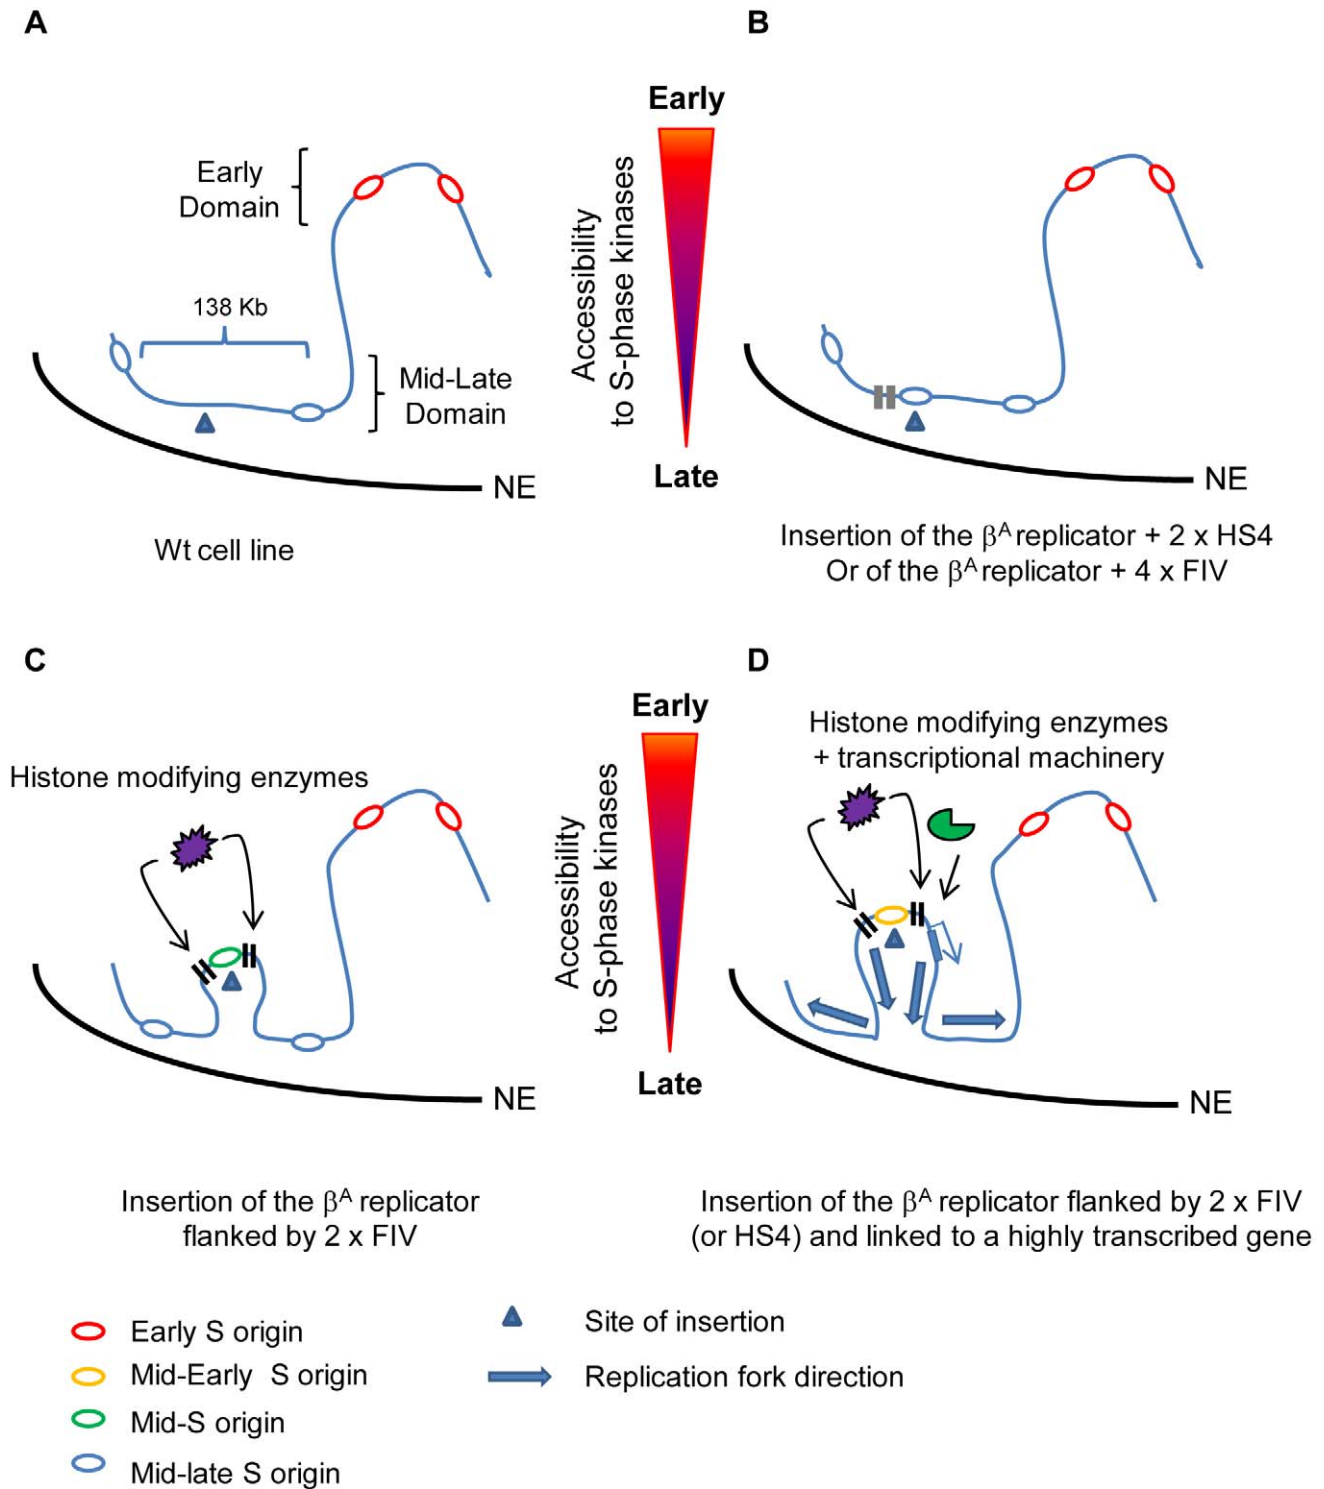 A
B
Early
Early
Domain
Accessibility
to S-phase kinases
138 Kb
Mid-Late
Domain
Late
NE
NE
Wt cell line
Insertion of the βᴬ replicator + 2 x HS4
Or of the βᴬ replicator + 4 x FIV
C
D
Early
Histone modifying enzymes
+ transcriptional machinery
Histone modifying enzymes
Accessibility
to S-phase kinases
Late
NE
NE
Insertion of the βᴬ replicator
flanked by 2 x FIV
Insertion of the βᴬ replicator flanked by 2 x FIV
(or HS4) and linked to a highly transcribed gene
Early S origin
Mid-Early S origin
Mid-S origin
Mid-late S origin
Site of insertion
Replication fork direction